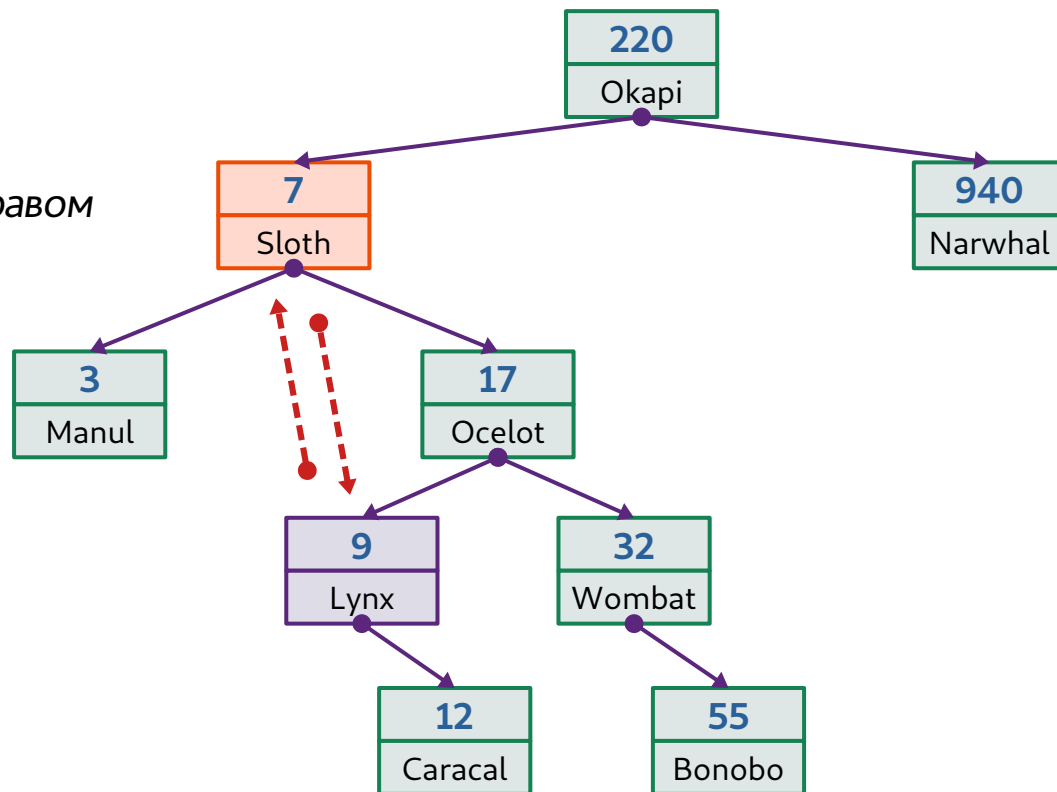 220
Okapi
7
Sloth
940
Narwhal
3
Manul
17
Ocelot
9
Lynx
32
Wombat
12
Caracal
55
Bonobo